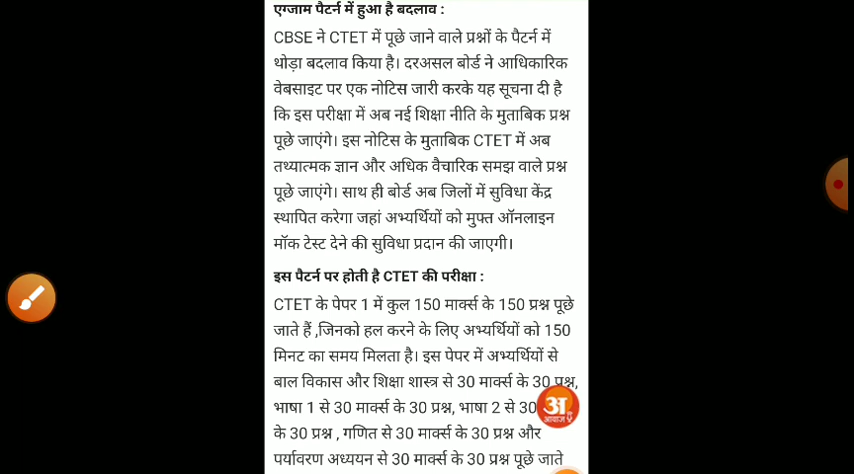 एग्जाम पैटर्न में हुआ है बदलाव :
CBSE ने CTET में पूछे जाने वाले प्रश्नों के पैटर्न में
थोड़ा बदलाव किया है। दरअसल बोर्ड ने आधिकारिक
वेबसाइट पर एक नोटिस जारी करके यह सूचना दी है
कि इस परीक्षा में अब नई शिक्षा नीति के मुताबिक प्रश्न
पूछे जाएंगे। इस नोटिस के मुताबिक CTET में अब
तथ्यात्मक ज्ञान और अधिक वैचारिक समझ वाले प्रश्न
पूछे जाएंगे। साथ ही बोर्ड अब जिलों में सुविधा केंद्र
स्थापित करेगा जहां अभ्यर्थियों को मुफ्त ऑनलाइन
मॉक टेस्ट देने की सुविधा प्रदान की जाएगी।
इस पैटर्न पर होती है CTET की परीक्षा :
CTET के पेपर 1 में कुल 150 मार्क्स के 150 प्रश्न पूछे
जाते हैं ,जिनको हल करने के लिए अभ्यर्थियों को 150
मिनट का समय मिलता है। इस पेपर में अभ्यर्थियों से
बाल विकास और शिक्षा शास्त्र से 30 मार्क्स के 30 प्रश्न,
भाषा 1 से 30 मार्क्स के 30 प्रश्न, भाषा 2 से 30
के 30 प्रश्न , गणित से 30 मार्क्स के 30 प्रश्न और
पर्यावरण अध्ययन से 30 मार्क्स के 30 प्रश्न पूछे जाते
अ
आवाज़ है